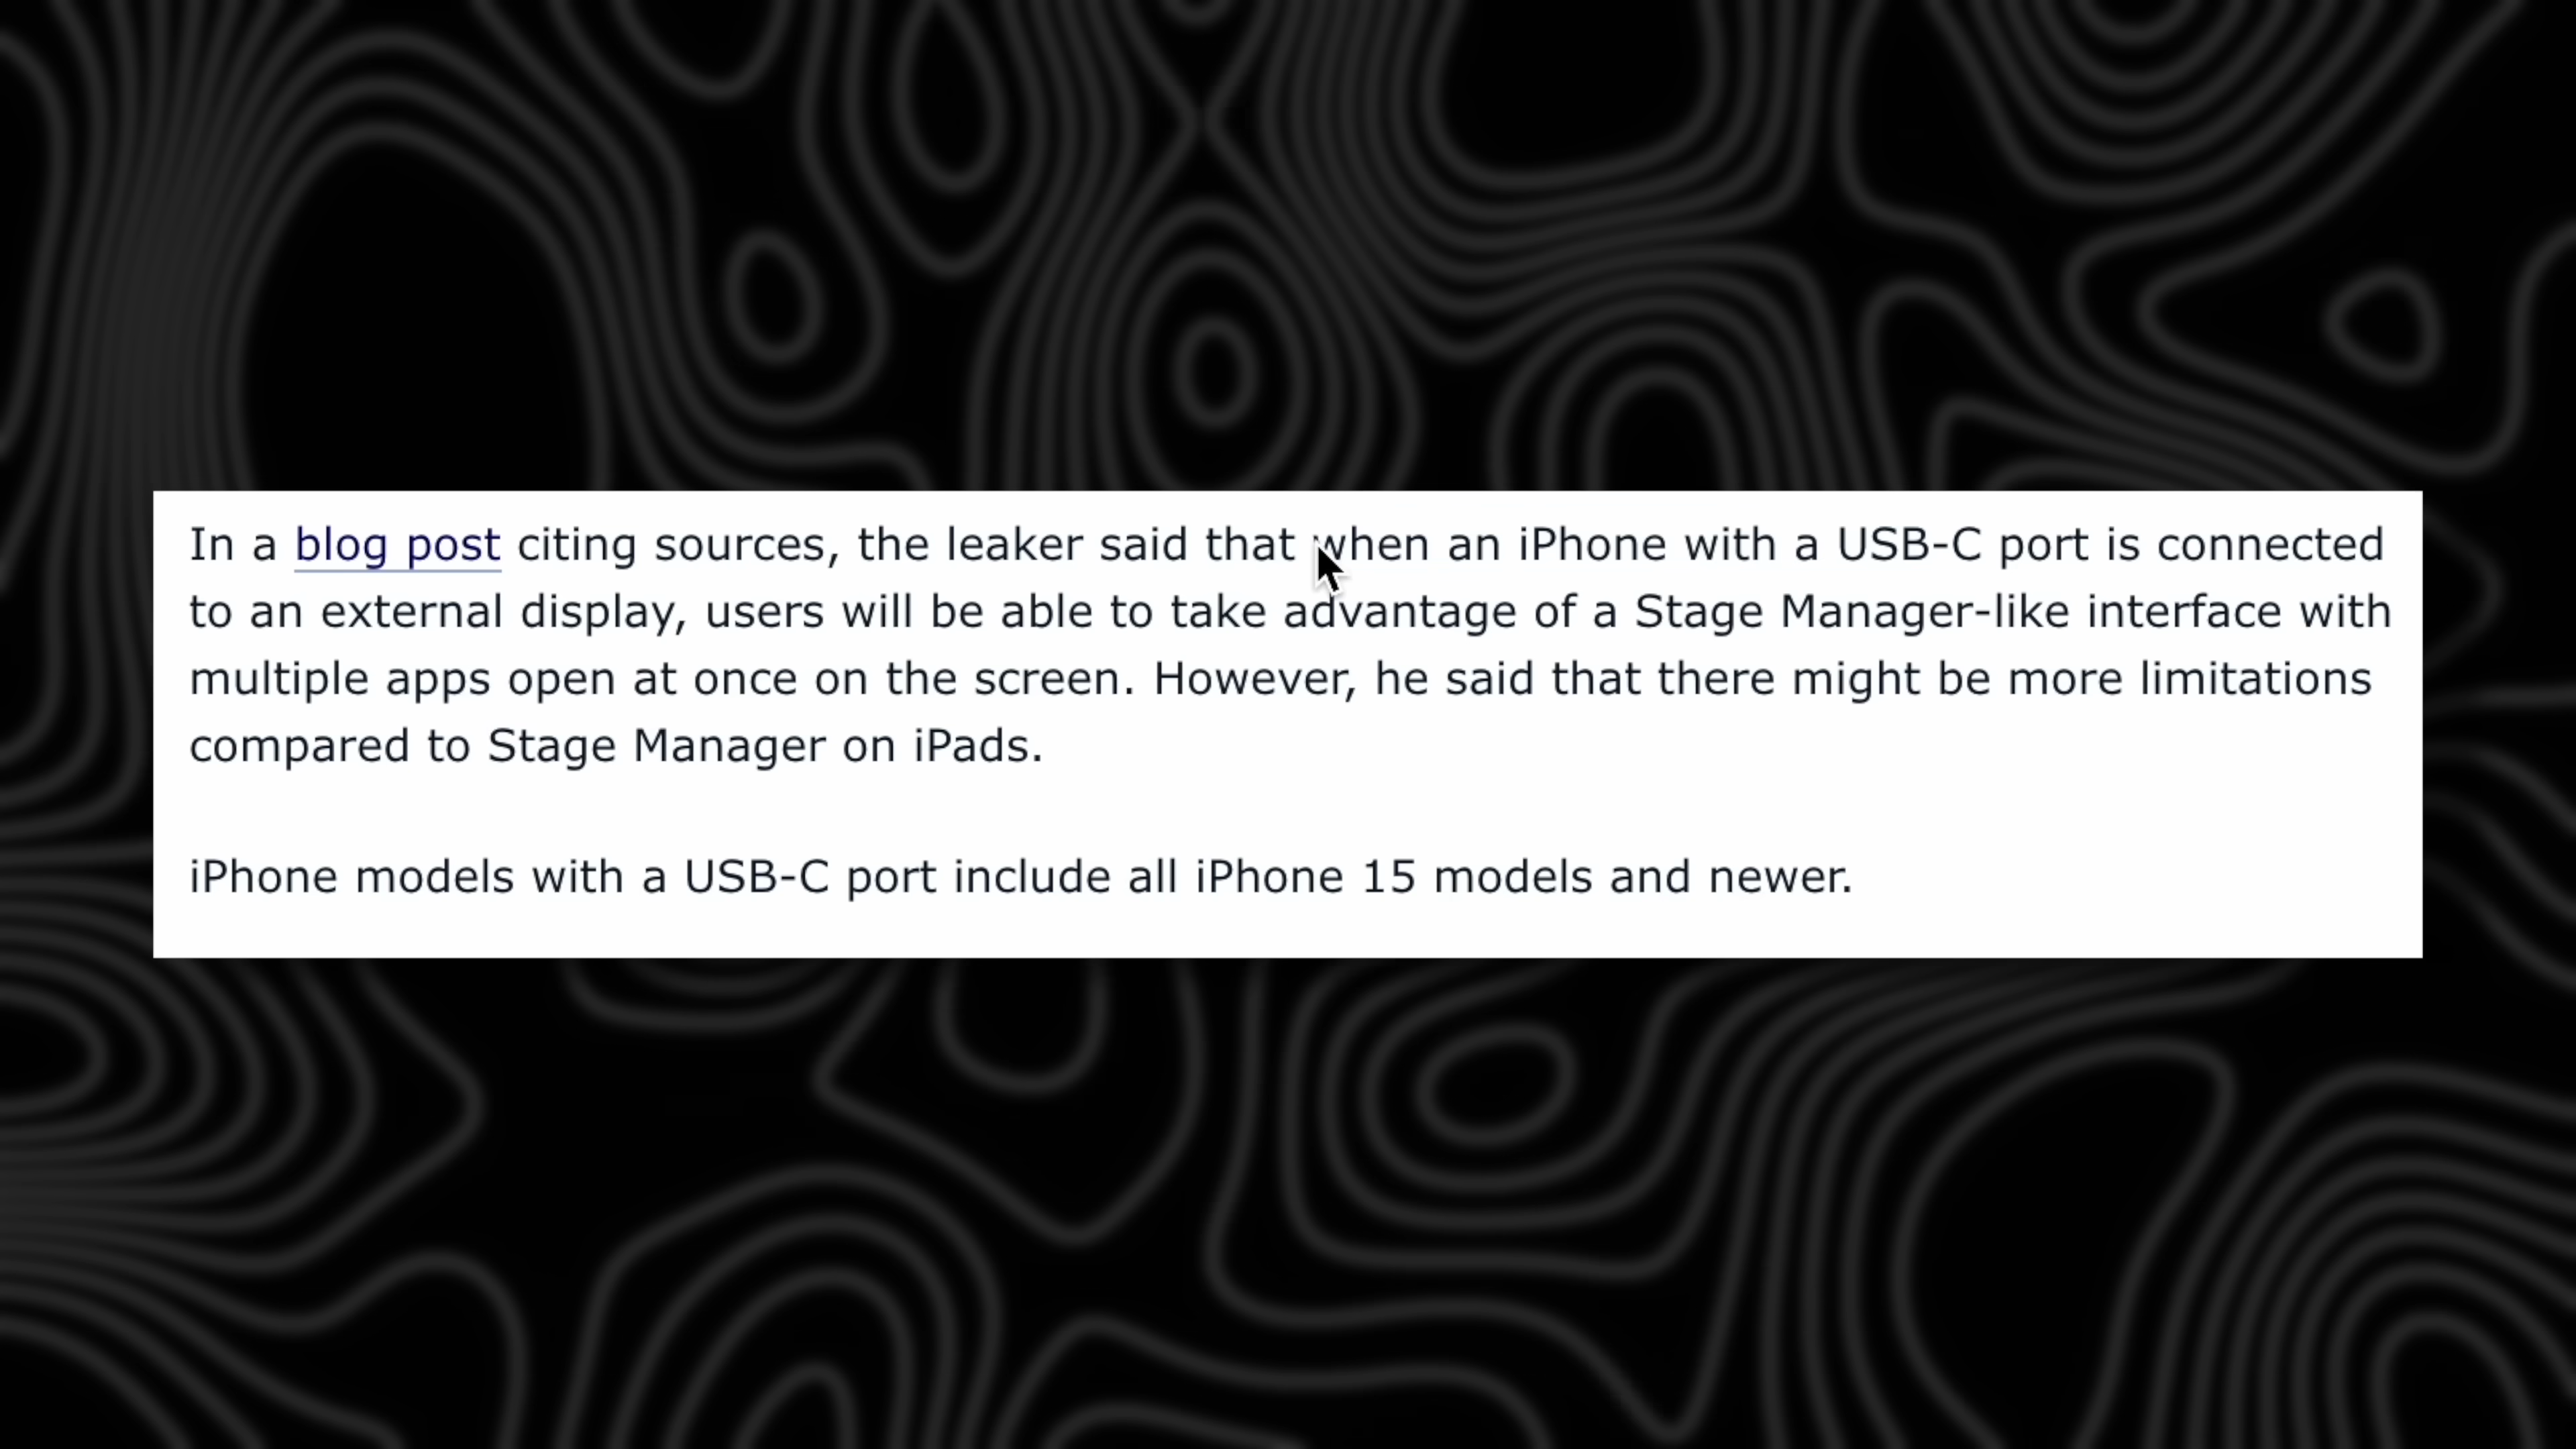 In a blog post citing sources, the leaker said that when an iPhone with a USB-C port is connected
to an external display, users will be able to take advantage of a Stage Manager-like interface with
multiple apps open at once on the screen. However, he said that there might be more limitations
compared to Stage Manager on iPads.
iPhone models with a USB-C port include all iPhone 15 models and newer.